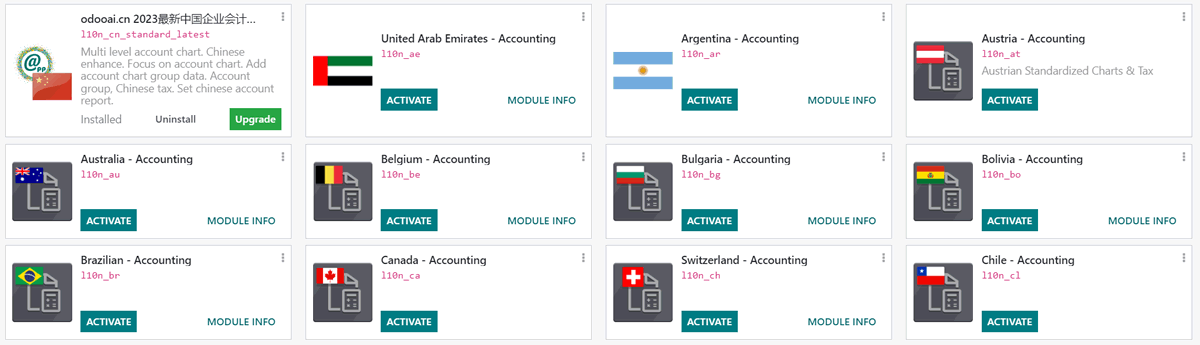 odooai.cn 2023最新中国企业会计...
l10n_cn_standard_latest
Multi level account chart. Chinese
enhance. Focus on account chart. Add
account chart group data. Account
group, Chinese tax. Set chinese account
report.
Installed Uninstall Upgrade
United Arab Emirates - Accounting
l10n_ae
ACTIVATE MODULE INFO
Argentina - Accounting
l10n_ar
ACTIVATE MODULE INFO
Austria - Accounting
l10n_at
Austrian Standardized Charts & Tax
ACTIVATE
Australia - Accounting
l10n_au
ACTIVATE MODULE INFO
Belgium - Accounting
l10n_be
ACTIVATE MODULE INFO
Bulgaria - Accounting
l10n_bg
ACTIVATE MODULE INFO
Bolivia - Accounting
l10n_bo
ACTIVATE MODULE INFO
Brazilian - Accounting
l10n_br
ACTIVATE MODULE INFO
Canada - Accounting
l10n_ca
ACTIVATE
Switzerland - Accounting
l10n_ch
ACTIVATE MODULE INFO
Chile - Accounting
l10n_cl
ACTIVATE